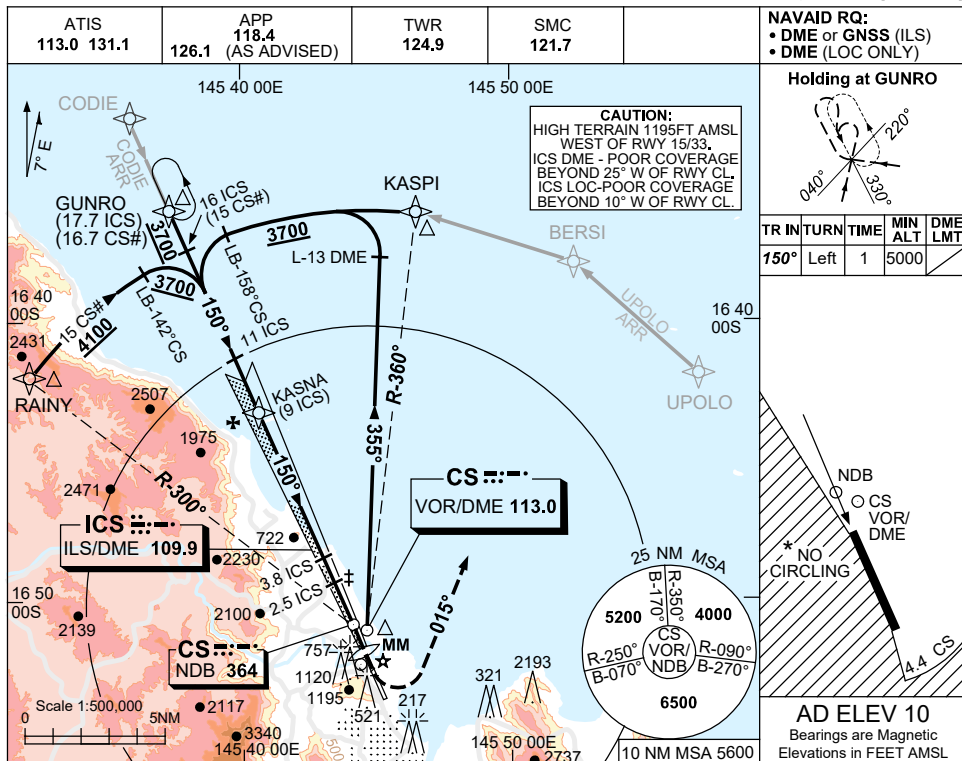 ATIS
113.0 131.1
APP
118.4
126.1 (AS ADVISED)
TWR
124.9
SMC
121.7
NAVAID RQ:
• DME or GNSS (ILS)
• DME (LOC ONLY)
145 40 00E
145 50 00E
Holding at GUNRO
220°
040°
330°
TR IN
TURN
TIME
MIN ALT
DME LMT
150°
Left
1
5000
CODIE
7° E
CODIE ARR
CAUTION:
HIGH TERRAIN 1195FT AMSL
WEST OF RWY 15/33.
ICS DME - POOR COVERAGE
BEYOND 25° W OF RWY CL.
ICS LOC-POOR COVERAGE
BEYOND 10° W OF RWY CL.
GUNRO
(17.7 ICS)
(16.7 CS#)
16 ICS
(15 CS#)
3700
3700
KASPI
BERSI
UPOLO ARR
UPOLO
L-13 DME
LB-158°CS
LB-142°CS
3700
15 CS#
4100
150°
11 ICS
16 40
00S
16 40
00S
2431
RAINY
2507
KASNA
(9 ICS)
1975
R-360°
355°
R-300°
150°
2471
CS
VOR/DME 113.0
ICS
ILS/DME 109.9
722
2230
3.8 ICS
2.5 ICS
16 50
00S
2139
2100
CS
NDB 364
757
MM
015°
1120
1195
521
217
321
2193
2117
3340
500
Scale 1:500,000
0
5NM
145 40 00E
145 50 00E
2737
25 NM MSA
R-350°
B-170°
5200
4000
CS
VOR/
NDB
R-250°
B-070°
R-090°
B-270°
6500
10 NM MSA 5600
NDB
CS
VOR/
DME
* NO
CIRCLING
4.4 CS
AD ELEV 10
Bearings are Magnetic
Elevations in FEET AMSL